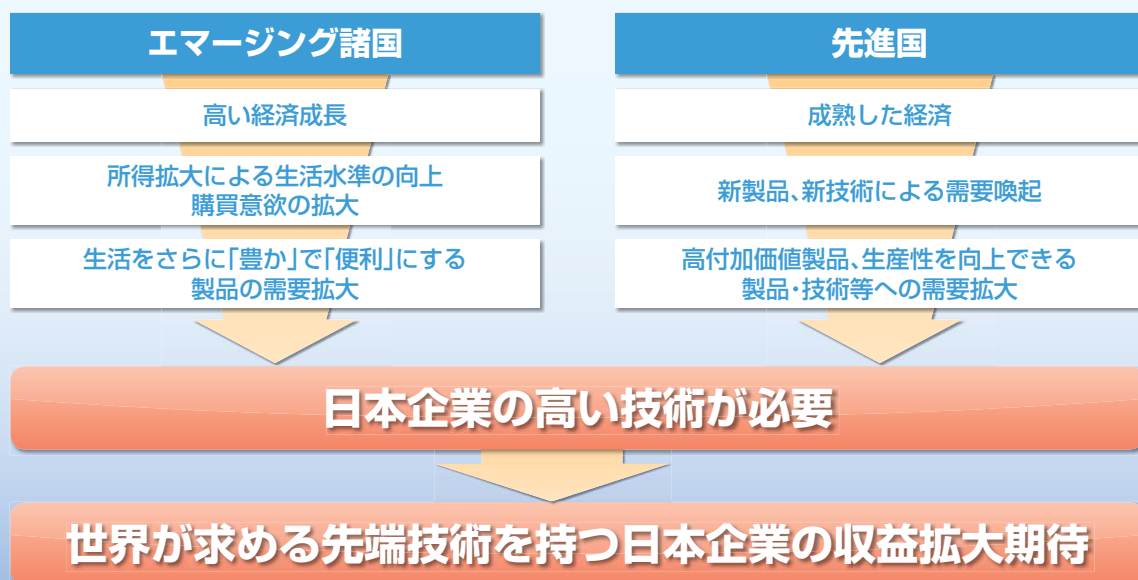 エマージング諸国
高い経済成長
所得拡大による生活水準の向上
購買意欲の拡大
生活をさらに「豊か」で「便利」にする
製品の需要拡大
先進国
成熟した経済
新製品、新技術による需要喚起
高付加価値製品、生産性を向上できる
製品・技術等への需要拡大
日本企業の高い技術が必要
世界が求める先端技術を持つ日本企業の収益拡大期待